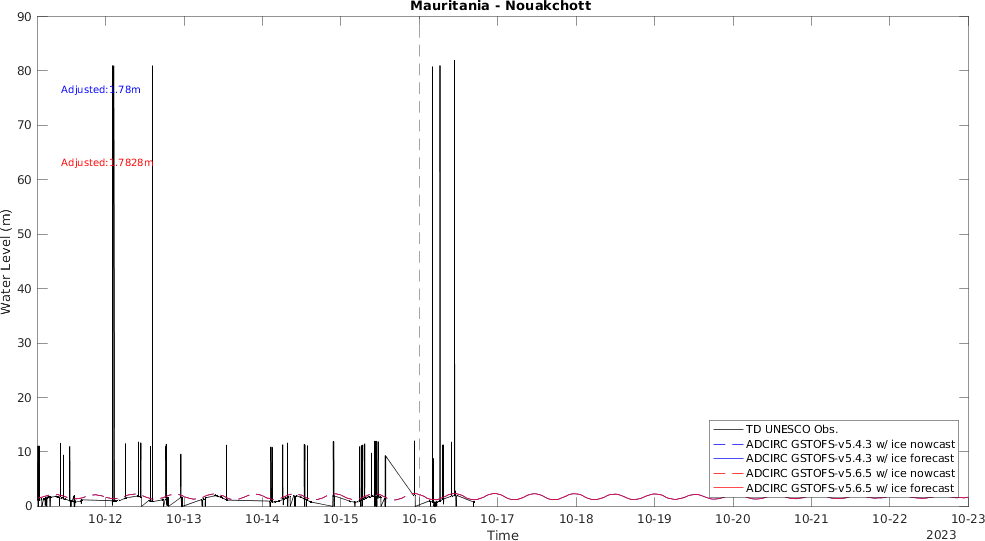 Mauritania - Nouakchott
90
80
70
60
50
40
30
20
10
0
Water Level (m)
Adjusted:1.78m
Adjusted:1.7828m
TD UNESCO Obs.
ADCIRC GSTOFS-v5.4.3 w/ ice nowcast
ADCIRC GSTOFS-v5.4.3 w/ ice forecast
ADCIRC GSTOFS-v5.6.5 w/ ice nowcast
ADCIRC GSTOFS-v5.6.5 w/ ice forecast
10-12 10-13 10-14 10-15 10-16 10-17 10-18 10-19 10-20 10-21 10-22 10-23
Time
2023